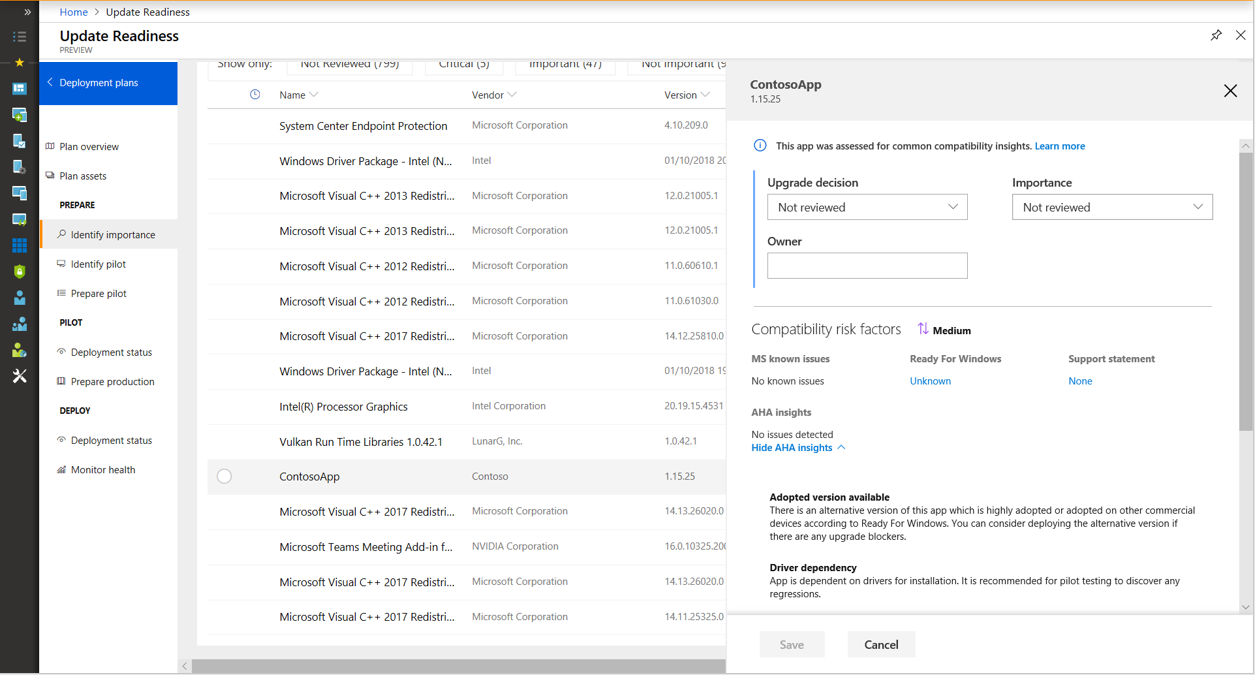 Home > Update Readiness
Update Readiness
PREVIEW
Deployment plans
Plan overview
Plan assets
PREPARE
Identify importance
Identify pilot
Prepare pilot
PILOT
Deployment status
Prepare production
DEPLOY
Deployment status
Monitor health
Show only: Not Reviewed (799) Critical (5) Important (47) Not Important (9
Name Vendor Version
System Center Endpoint Protection Microsoft Corporation 4.10.209.0
Windows Driver Package - Intel (N... Intel 01/10/2018 20
Microsoft Visual C++ 2013 Redistri... Microsoft Corporation 12.0.21005.1
Microsoft Visual C++ 2013 Redistri... Microsoft Corporation 12.0.21005.1
Microsoft Visual C++ 2012 Redistri... Microsoft Corporation 11.0.60610.1
Microsoft Visual C++ 2012 Redistri... Microsoft Corporation 11.0.61030.0
Microsoft Visual C++ 2017 Redistri... Microsoft Corporation 14.12.25810.0
Windows Driver Package - Intel (N... Intel 01/10/2018 19
Intel(R) Processor Graphics Intel Corporation 20.19.15.4531
Vulkan Run Time Libraries 1.0.42.1 LunarG, Inc. 1.0.42.1
ContosoApp Contoso 1.15.25
Microsoft Visual C++ 2017 Redistri... Microsoft Corporation 14.13.26020.0
Microsoft Teams Meeting Add-in f... NVIDIA Corporation 16.0.10325.200
Microsoft Visual C++ 2017 Redistri... Microsoft Corporation 14.13.26020.0
Microsoft Visual C++ 2017 Redistri... Microsoft Corporation 14.11.25325.0
ContosoApp
1.15.25
This app was assessed for common compatibility insights. Learn more
Upgrade decision Importance
Not reviewed Not reviewed
Owner
Compatibility risk factors Medium
MS known issues Ready For Windows Support statement
No known issues Unknown None
AHA insights
No issues detected
Hide AHA insights
Adopted version available
There is an alternative version of this app which is highly adopted or adopted on other commercial
devices according to Ready For Windows. You can consider deploying the alternative version if
there are any upgrade blockers.
Driver dependency
App is dependent on drivers for installation. It is recommended for pilot testing to discover any
regressions.
Save Cancel